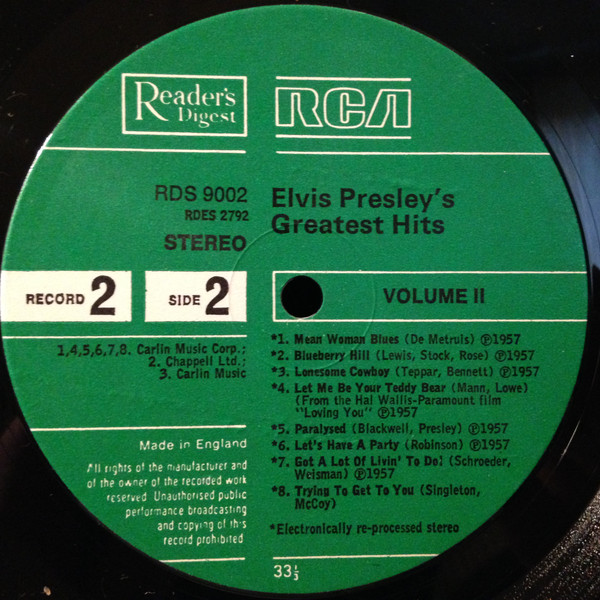 Reader's
Digest
RCA
RDS 9002
RDES 2792
STEREO
Elvis Presley's
Greatest Hits
RECORD 2
SIDE 2
VOLUME II
1,4,5,6,7,8. Carlin Music Corp.;
2. Chappell Ltd.;
3. Carlin Music
*1. Mean Woman Blues (De Metruis) ℗1957
*2. Blueberry Hill (Lewis, Stock, Rose) ℗1957
*3. Lonesome Cowboy (Teppar, Bennett) ℗1957
*4. Let Me Be Your Teddy Bear (Mann, Lowe)
(From the Hal Wallis-Paramount film
"Loving You" ℗1957
*5. Paralysed (Blackwell, Presley) ℗1957
*6. Let's Have A Party (Robinson) ℗1957
*7. Got A Lot Of Livin' To Do! (Schroeder,
Weisman) ℗1957
*8. Trying To Get To You (Singleton,
McCoy)
*Electronically re-processed stereo
Made in England
All rights of the manufacturer and
of the owner of the recorded work
reserved. Unauthorised public
performance broadcasting
and copying of this
record prohibited
33⅓